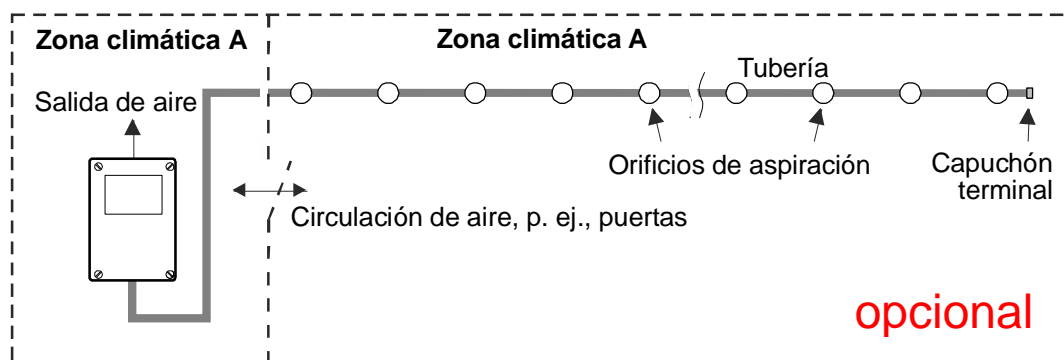 Zona climática A
Zona climática A
Tubería
Salida de aire
Orificios de aspiración
Capuchón
terminal
Circulación de aire, p. ej., puertas
opcional